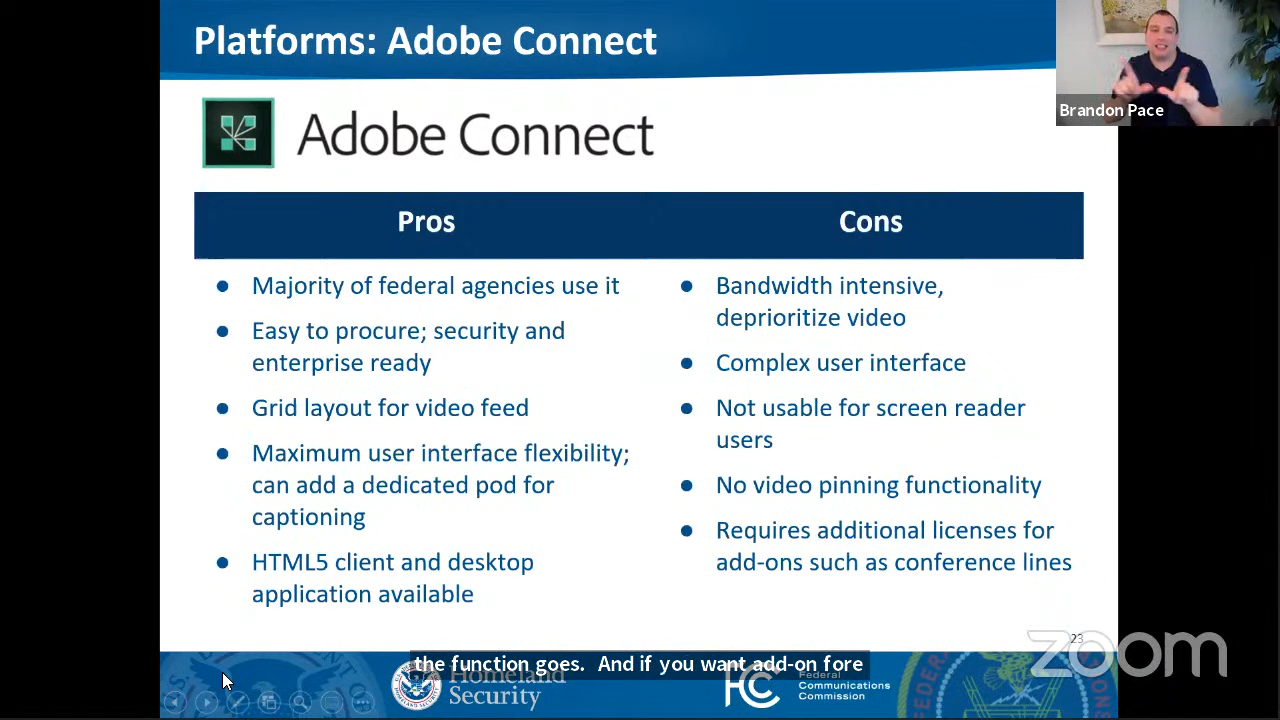 Platforms: Adobe Connect
Brandon Pace
Adobe Connect
Pros
Cons
● Majority of federal agencies use it
● Easy to procure; security and
enterprise ready
● Grid layout for video feed
● Maximum user interface flexibility;
can add a dedicated pod for
captioning
● HTML5 client and desktop
application available
● Bandwidth intensive,
deprioritize video
● Complex user interface
● Not usable for screen reader
users
● No video pinning functionality
● Requires additional licenses for
add-ons such as conference lines
23
zoom
the function goes.  And if you want add-on fore
Homeland
Security
FCC
Federal
Communications
Commission